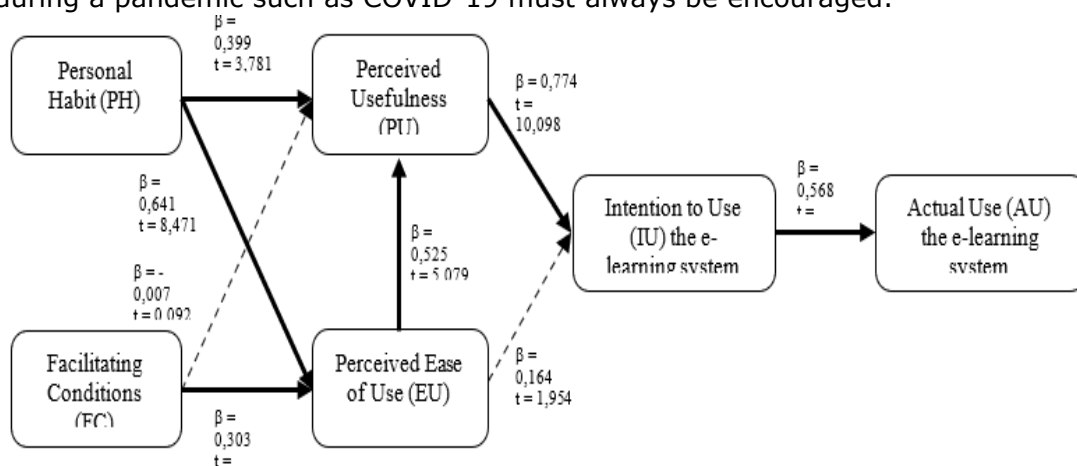 during a pandemic such as COVID-19 must always be encouraged.
β =
0,399
t = 3,781
Personal
Habit (PH)
Perceived
Usefulness
(PU)
β = 0,774
t =
10,098
β =
0,641
t = 8,471
β = -
0,007
t = 0,092
β =
0,525
t = 5,079
Intention to Use
(IU) the e-
learning system
β =
0,568
t =
Actual Use (AU)
the e-learning
system
Facilitating
Conditions
(FC)
β =
0,303
t =
Perceived Ease
of Use (EU)
β =
0,164
t = 1,954